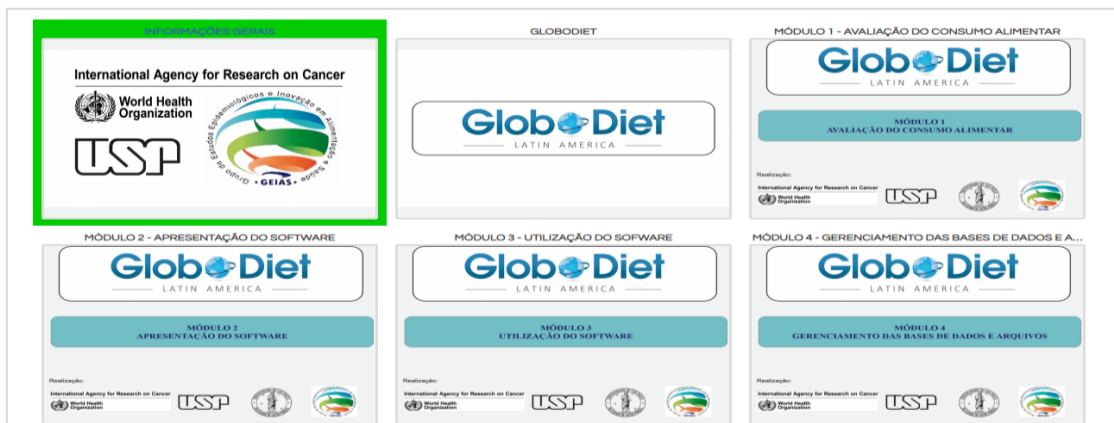 INFORMAÇÕES GERAIS
International Agency for Research on Cancer
World Health
Organization
USP
Grupo de Estudos Epidemiológicos e Inovação em Alimentação e Saúde
• GEIAS •
GLOBODIET
GloboDiet
LATIN AMERICA
MÓDULO 1 - AVALIAÇÃO DO CONSUMO ALIMENTAR
GloboDiet
LATIN AMERICA
MÓDULO 1
AVALIAÇÃO DO CONSUMO ALIMENTAR
Realização:
International Agency for Research on Cancer
World Health
Organization
USP
MÓDULO 2 - APRESENTAÇÃO DO SOFTWARE
GloboDiet
LATIN AMERICA
MÓDULO 2
APRESENTAÇÃO DO SOFTWARE
Realização:
International Agency for Research on Cancer
World Health
Organization
USP
MÓDULO 3 - UTILIZAÇÃO DO SOFWARE
GloboDiet
LATIN AMERICA
MÓDULO 3
UTILIZAÇÃO DO SOFTWARE
Realização:
International Agency for Research on Cancer
World Health
Organization
USP
MÓDULO 4 - GERENCIAMENTO DAS BASES DE DADOS E A...
GloboDiet
LATIN AMERICA
MÓDULO 4
GERENCIAMENTO DAS BASES DE DADOS E ARQUIVOS
Realização:
International Agency for Research on Cancer
World Health
Organization
USP